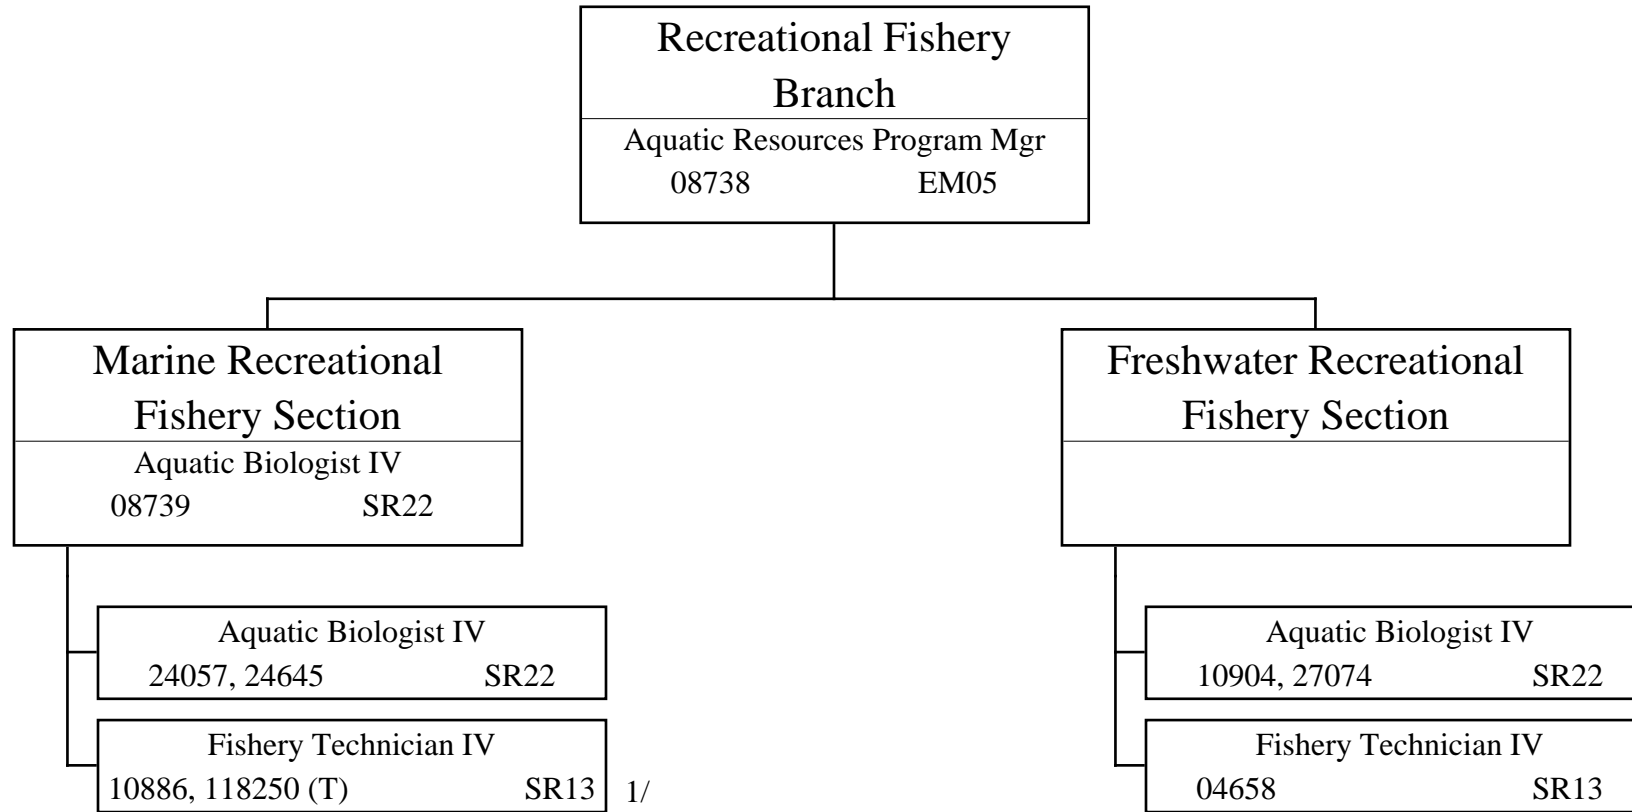 Recreational Fishery
Branch
Aquatic Resources Program Mgr
08738 EM05
Marine Recreational
Fishery Section
Aquatic Biologist IV
08739 SR22
Aquatic Biologist IV
24057, 24645 SR22
Fishery Technician IV
10886, 118250 (T) SR13 1/
Freshwater Recreational
Fishery Section
Aquatic Biologist IV
10904, 27074 SR22
Fishery Technician IV
04658 SR13